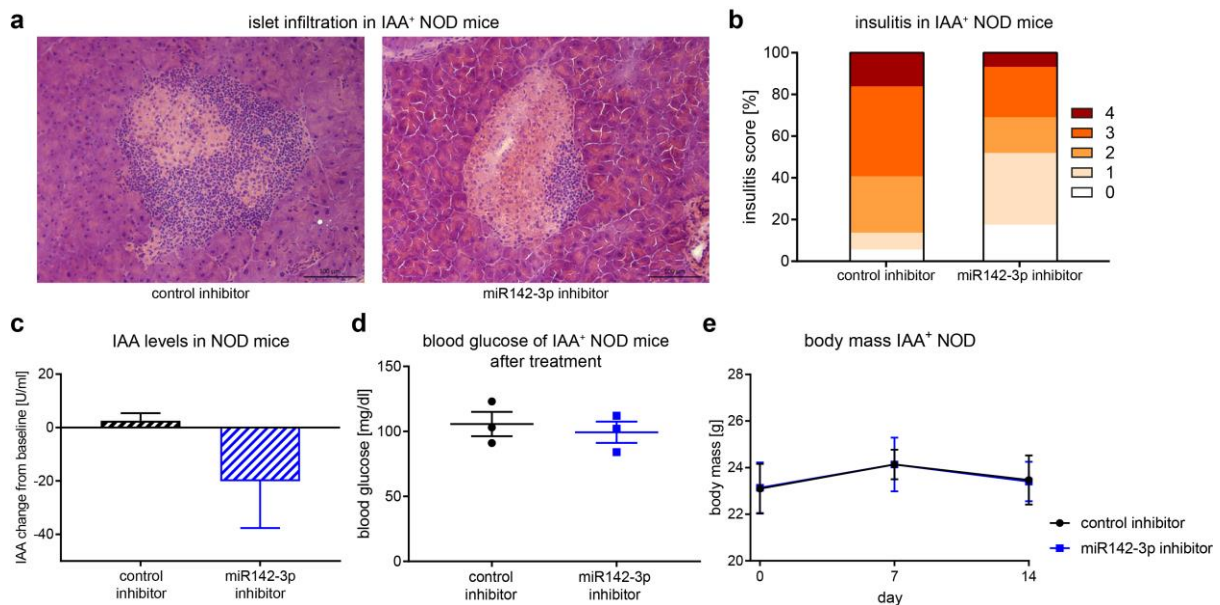 a
islet infiltration in IAA⁺ NOD mice
100 µm
control inhibitor
miR142-3p inhibitor
b
insulitis in IAA⁺ NOD mice
insulitis score [%]
100
80
60
40
20
0
control inhibitor
miR142-3p inhibitor
4
3
2
1
0
c
IAA levels in NOD mice
IAA change from baseline [U/ml]
20
0
-20
-40
control
inhibitor
miR142-3p
inhibitor
d
blood glucose of IAA⁺ NOD mice
after treatment
blood glucose [mg/dl]
150
100
50
0
control
inhibitor
miR142-3p
inhibitor
e
body mass IAA⁺ NOD
body mass [g]
28
26
24
22
20
0
7
14
day
control inhibitor
miR142-3p inhibitor